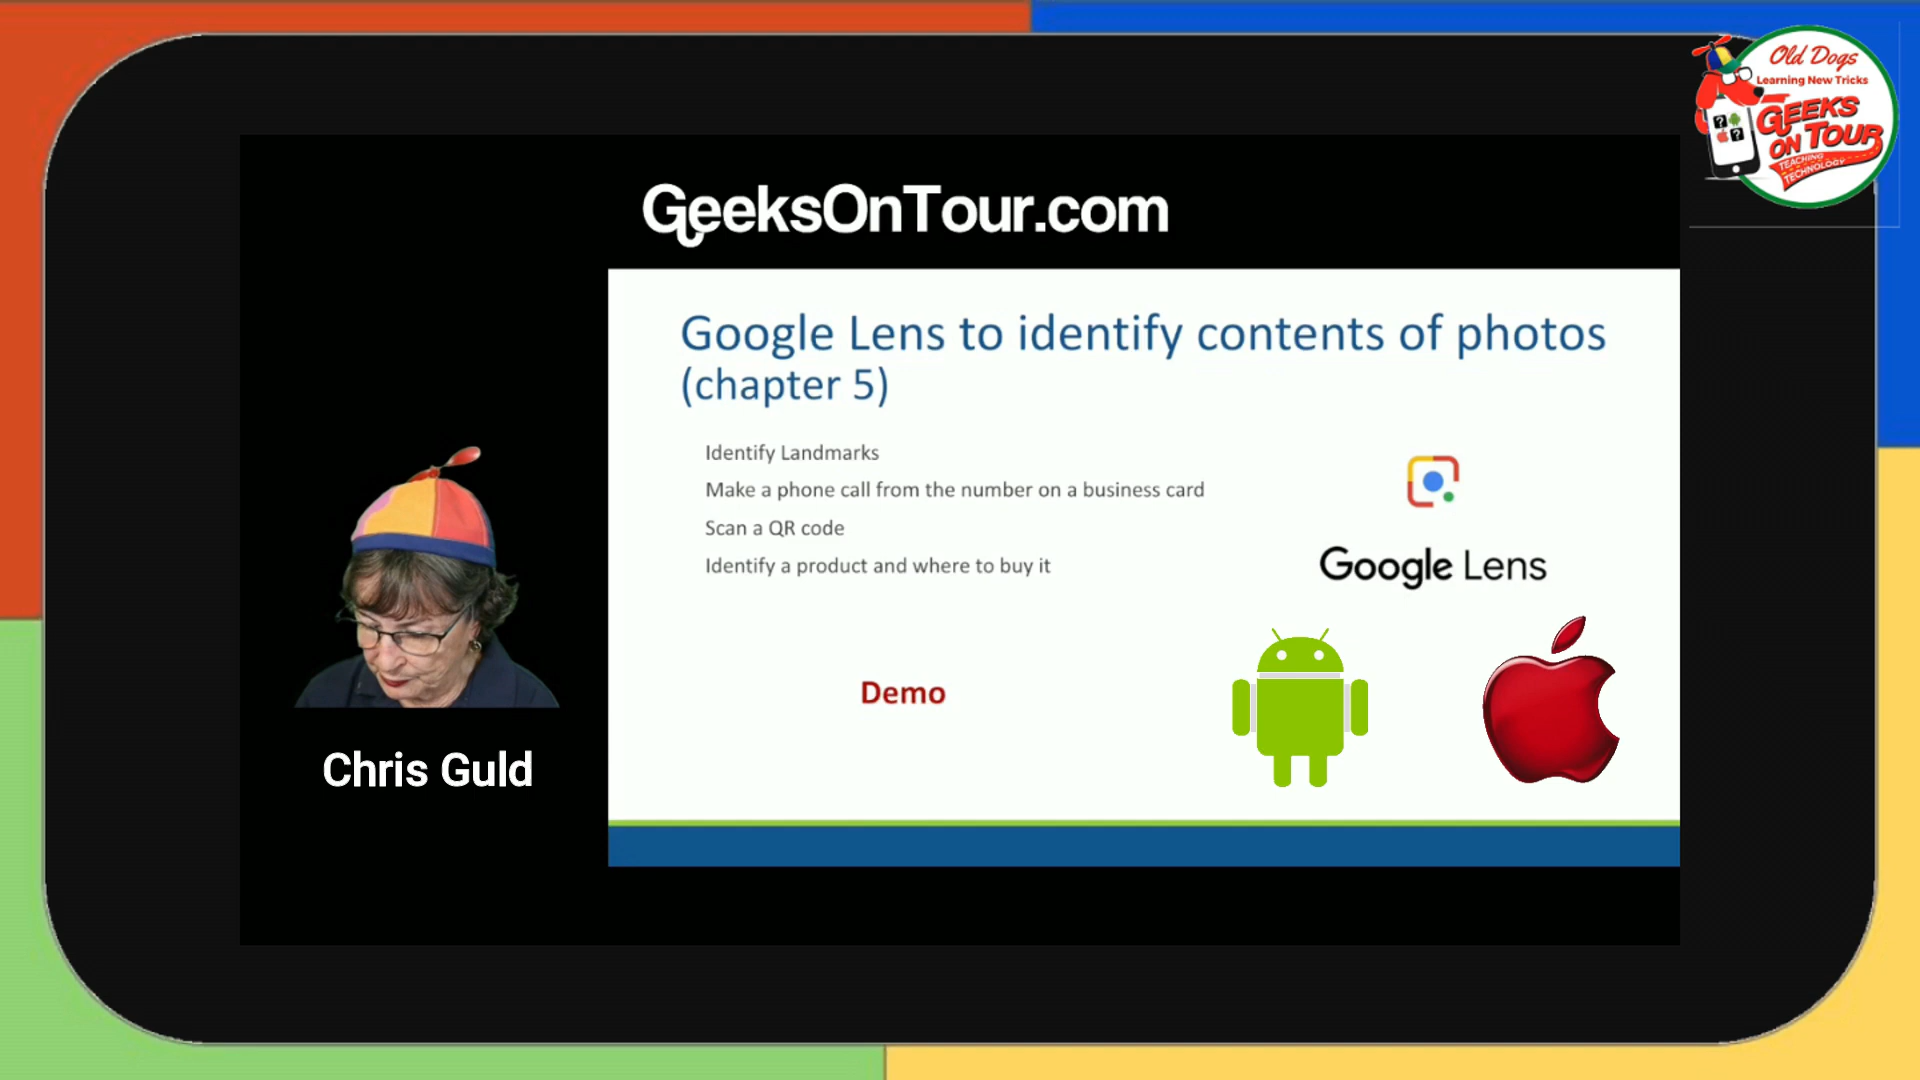 Old Dogs
Learning New Tricks
GEEKS
ON TOUR
TEACHING
TECHNOLOGY
GeeksOnTour.com
Google Lens to identify contents of photos
(chapter 5)
Identify Landmarks
Make a phone call from the number on a business card
Scan a QR code
Identify a product and where to buy it
Google Lens
Demo
Chris Guld